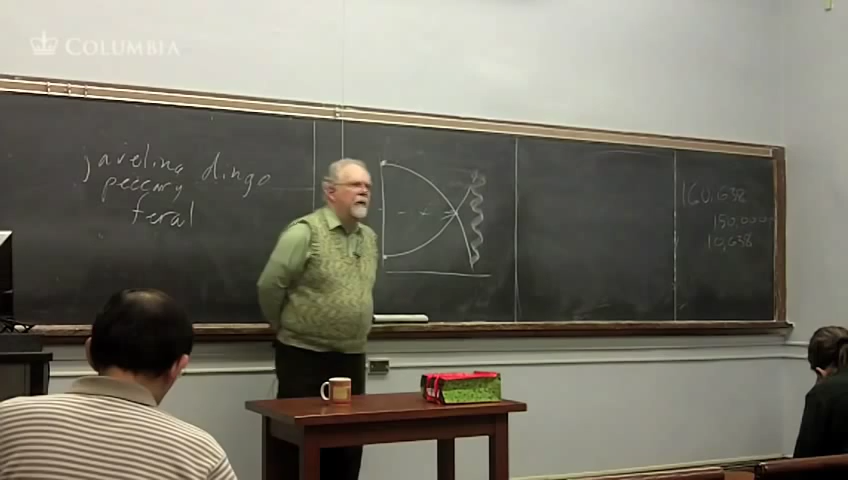 COLUMBIA
javelina dingo
peccary
feral
160,638
150,000
10,638